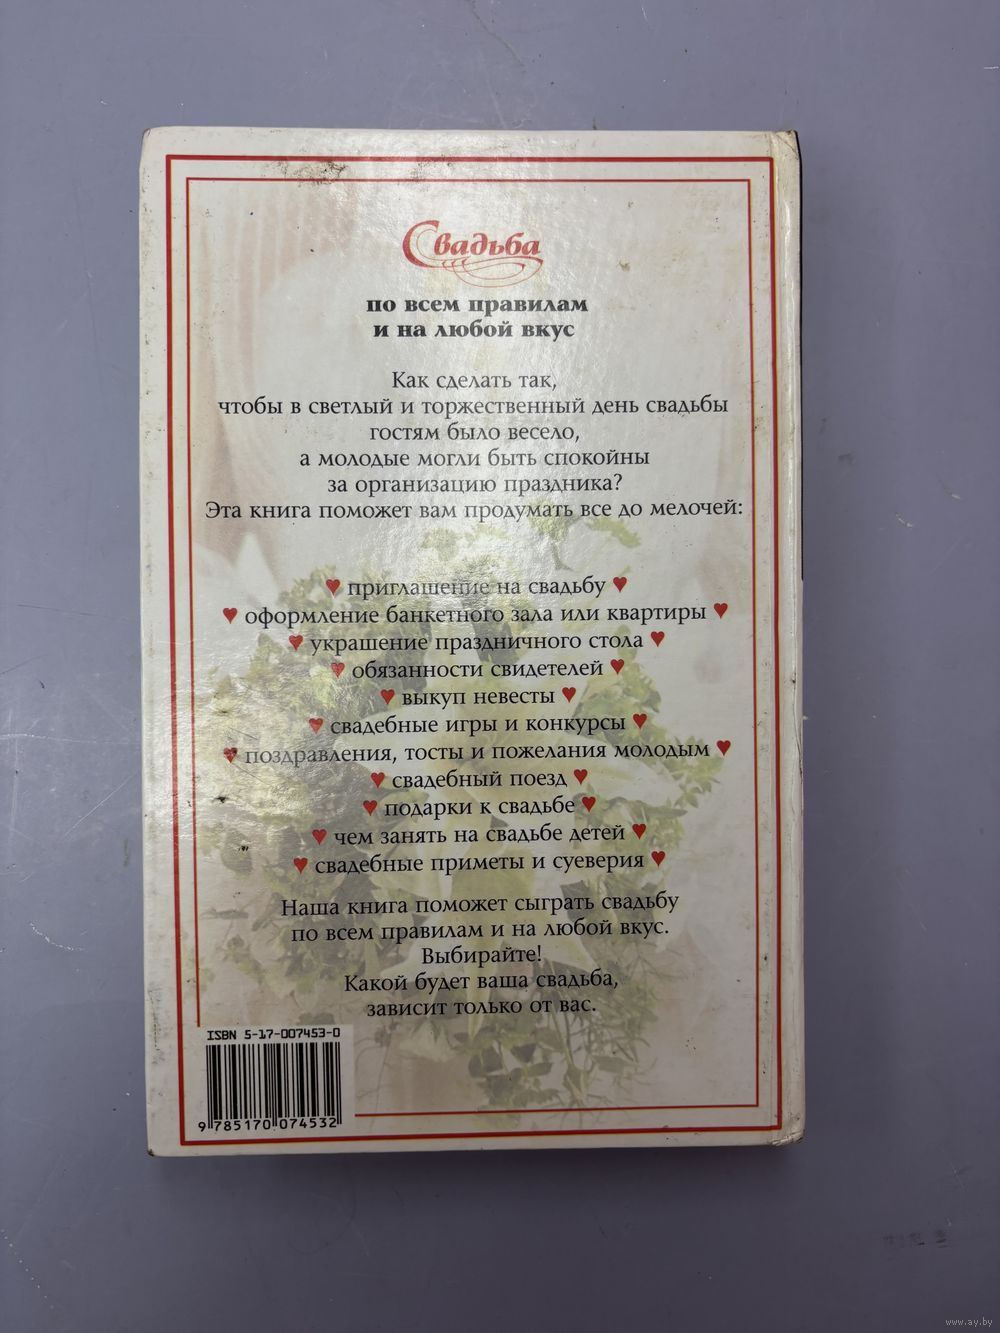 Свадьба
по всем правилам
и на любой вкус
Как сделать так,
чтобы в светлый и торжественный день свадьбы
гостям было весело,
а молодые могли быть спокойны
за организацию праздника?
Эта книга поможет вам продумать все до мелочей:
♥ приглашение на свадьбу ♥
♥ оформление банкетного зала или квартиры ♥
♥ украшение праздничного стола ♥
♥ обязанности свидетелей ♥
♥ выкуп невесты ♥
♥ свадебные игры и конкурсы ♥
♥ поздравления, тосты и пожелания молодым ♥
♥ свадебный поезд ♥
♥ подарки к свадьбе ♥
♥ чем занять на свадьбе детей ♥
♥ свадебные приметы и суеверия ♥
Наша книга поможет сыграть свадьбу
по всем правилам и на любой вкус.
Выбирайте!
Какой будет ваша свадьба,
зависит только от вас.
ISBN 5-17-007453-0
9 785170 074532
www.ay.by